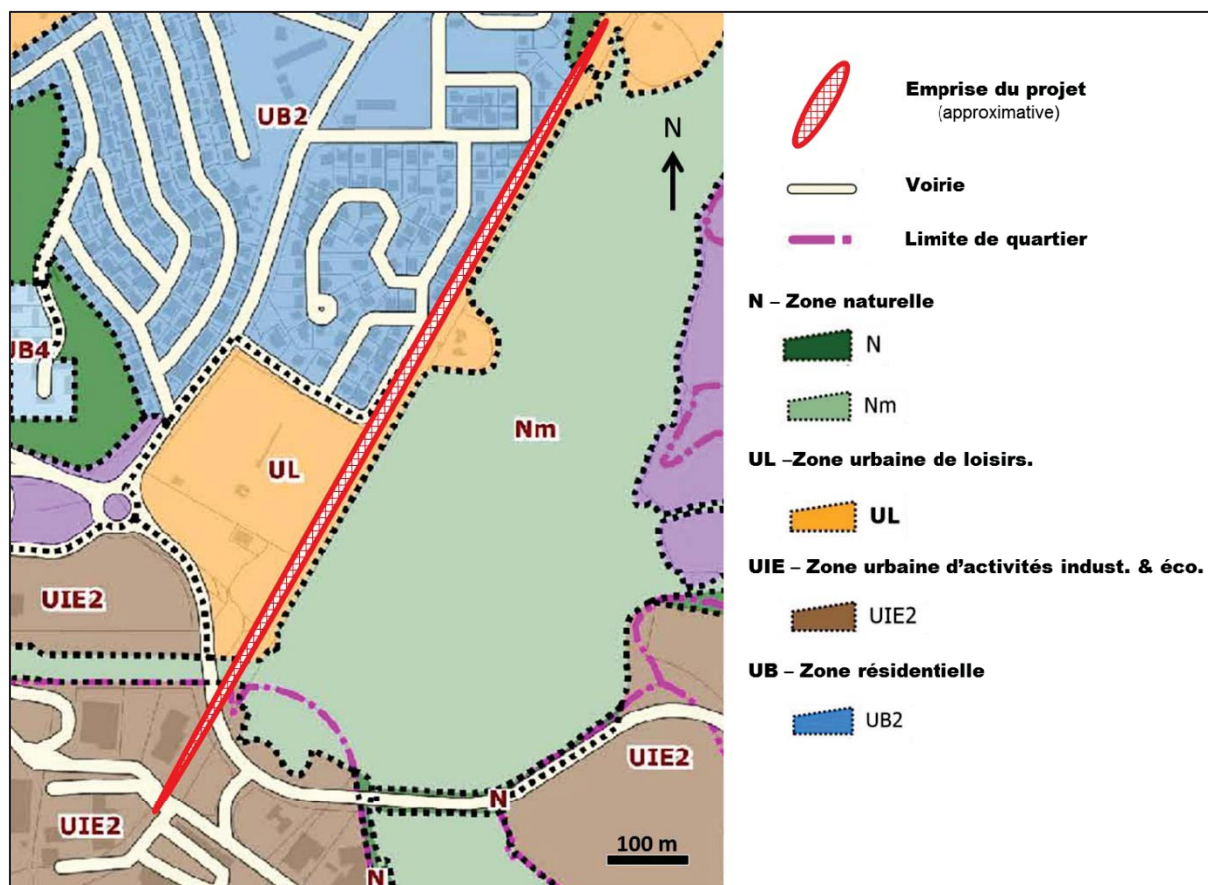 UB2
N
UB4
Nm
UL
UIE2
UIE2
UIE2
N
N
100 m
Emprise du projet
(approximative)
Voirie
Limite de quartier
N – Zone naturelle
N
Nm
UL –Zone urbaine de loisirs.
UL
UIE – Zone urbaine d'activités indust. & éco.
UIE2
UB – Zone résidentielle
UB2